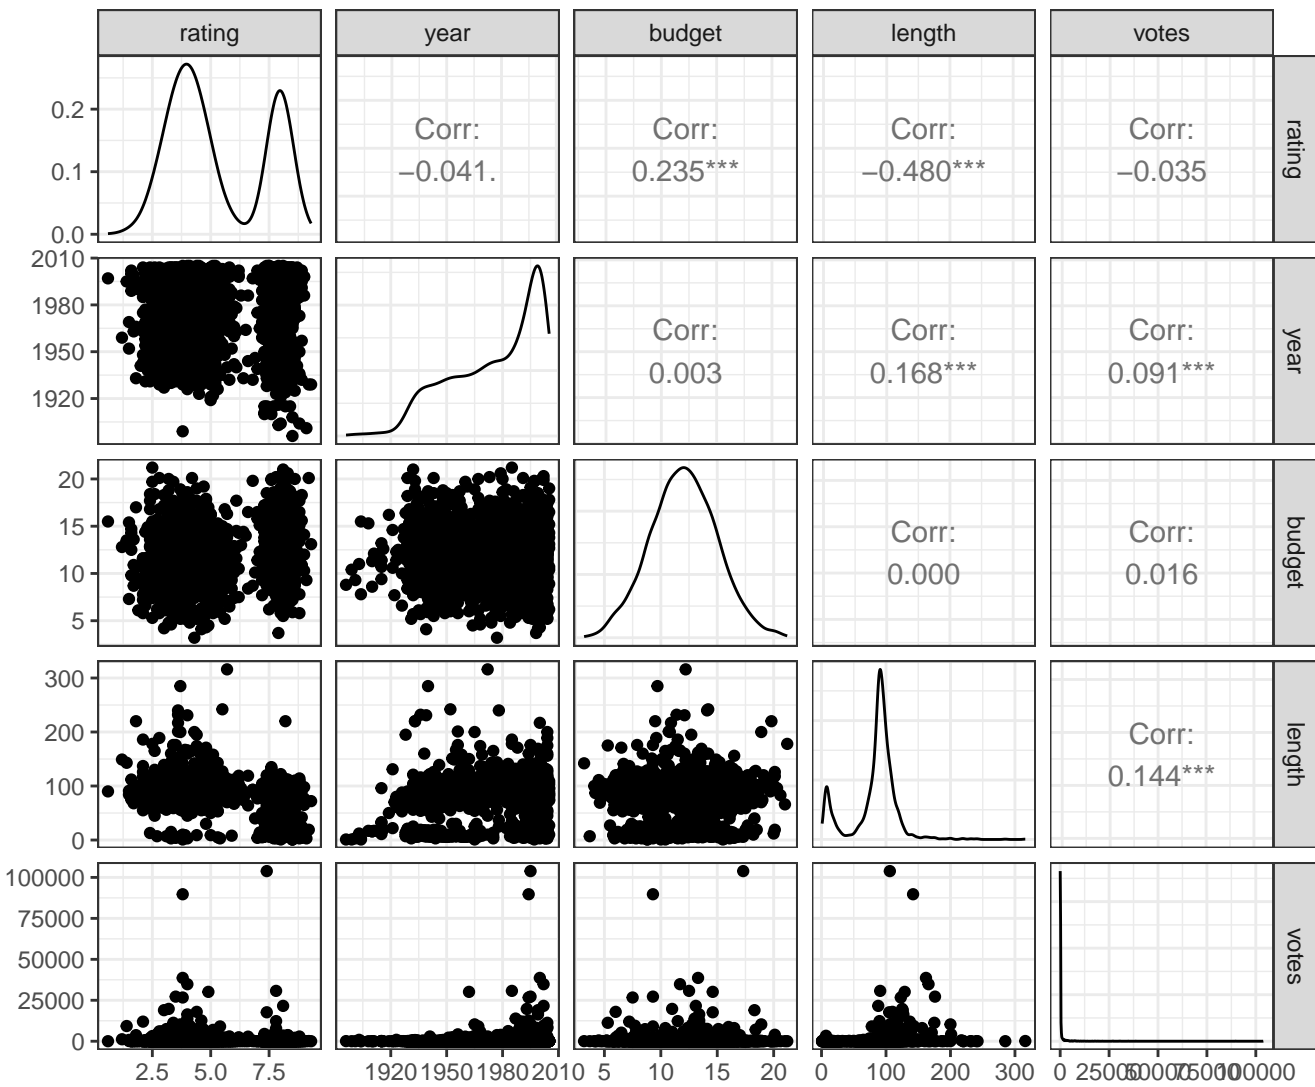 rating year budget length votes
0.2
0.1
0.0
Corr:
−0.041.
Corr:
0.235***
Corr:
−0.480***
Corr:
−0.035
rating
2010
1980
1950
1920
Corr:
0.003
Corr:
0.168***
Corr:
0.091***
year
20
15
10
5
Corr:
0.000
Corr:
0.016
budget
300
200
100
0
Corr:
0.144***
length
100000
75000
50000
25000
0
votes
2.5 5.0 7.5
1920 1950 1980 2010
5 10 15 20
0 100 200 300
0 25000 50000 75000 100000